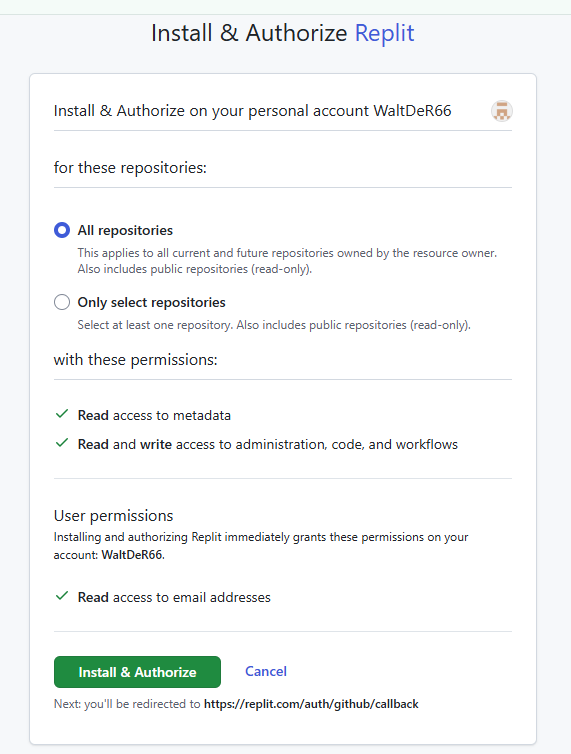 Install & Authorize Replit
Install & Authorize on your personal account WaltDeR66
for these repositories:
All repositories
This applies to all current and future repositories owned by the resource owner.
Also includes public repositories (read-only).
Only select repositories
Select at least one repository. Also includes public repositories (read-only).
with these permissions:
Read access to metadata
Read and write access to administration, code, and workflows
User permissions
Installing and authorizing Replit immediately grants these permissions on your
account: WaltDeR66.
Read access to email addresses
Install & Authorize
Cancel
Next: you'll be redirected to https://replit.com/auth/github/callback